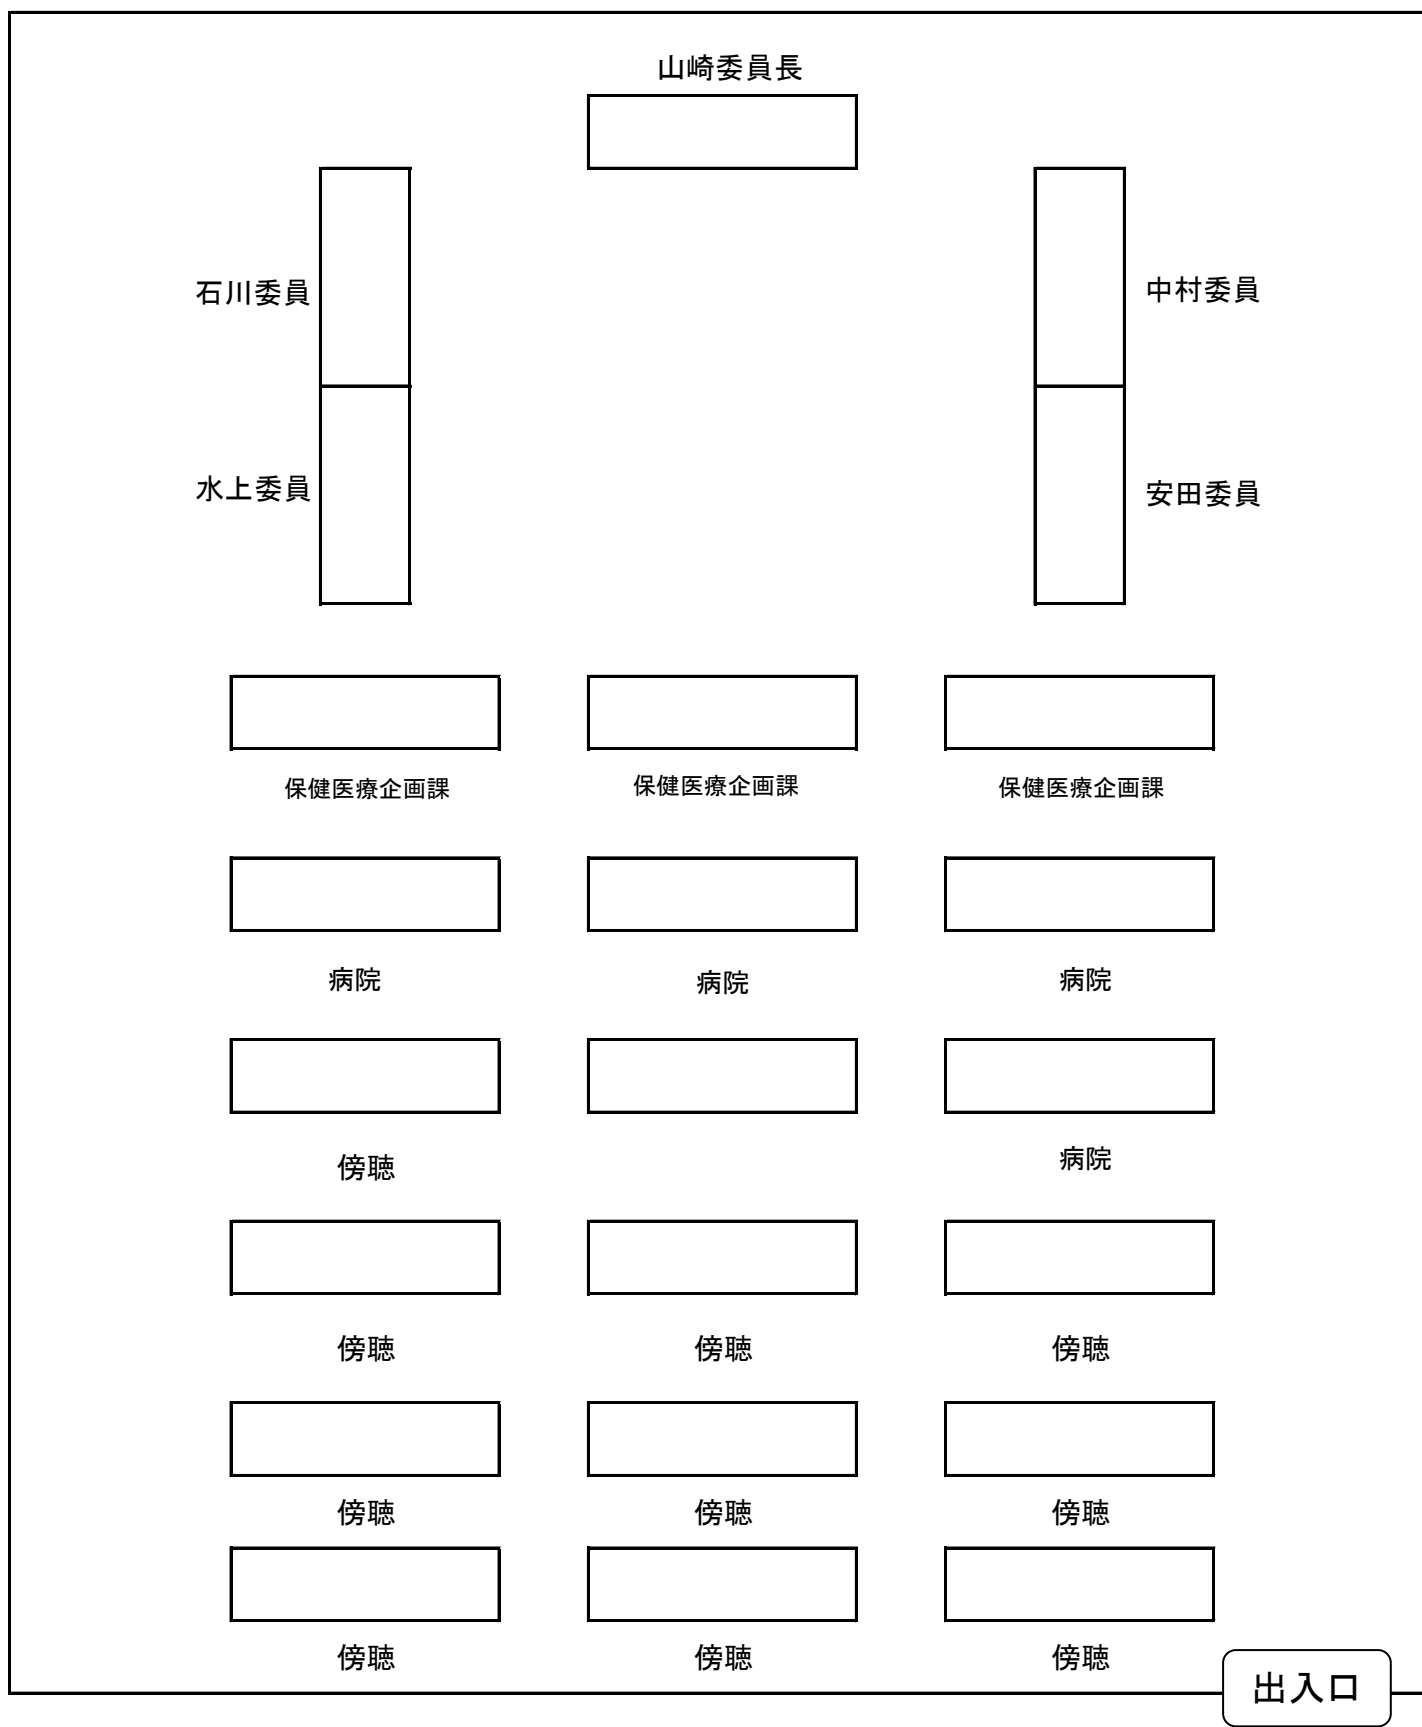 山崎委員長
石川委員
中村委員
水上委員
安田委員
保健医療企画課
保健医療企画課
保健医療企画課
病院
病院
病院
傍聴
病院
傍聴
傍聴
傍聴
傍聴
傍聴
傍聴
傍聴
傍聴
傍聴
出入口